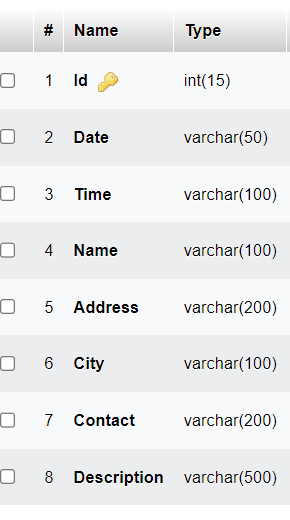 # Name Type
1 Id int(15)
2 Date varchar(50)
3 Time varchar(100)
4 Name varchar(100)
5 Address varchar(200)
6 City varchar(100)
7 Contact varchar(200)
8 Description varchar(500)